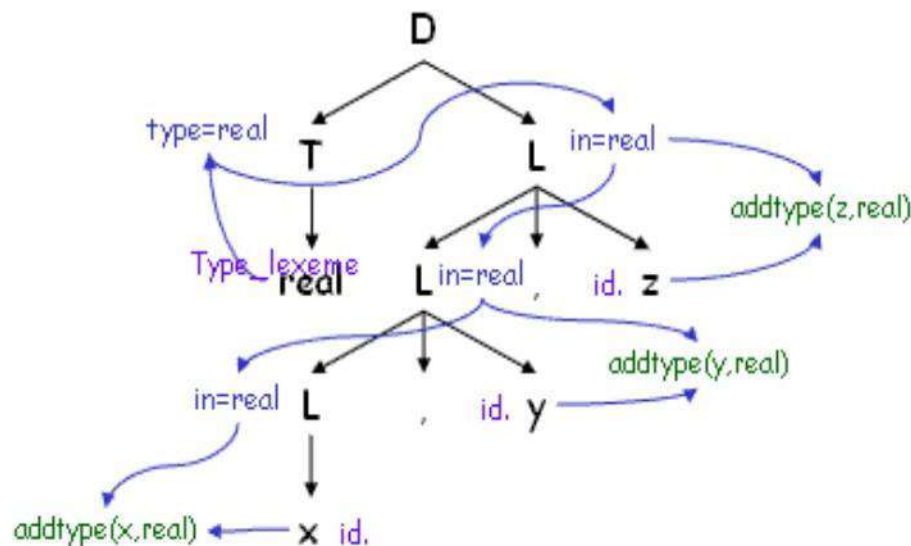 D
type=real
T
L
in=real
addtype(z,real)
Type_lexeme
real
L
in=real
,
id.
z
addtype(y,real)
in=real
L
,
id.
y
addtype(x,real)
x
id.